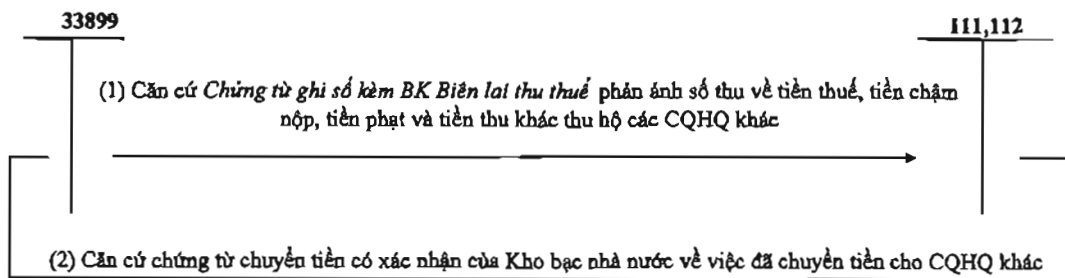 33899 111,112
(1) Căn cứ Chứng từ ghi số kèm BK Biên lai thu thuế phản ánh số thu về tiền thuế, tiền chậm
nộp, tiền phạt và tiền thu khác thu hộ các CQHQ khác
(2) Căn cứ chứng từ chuyển tiền có xác nhận của Kho bạc nhà nước về việc đã chuyển tiền cho CQHQ khác